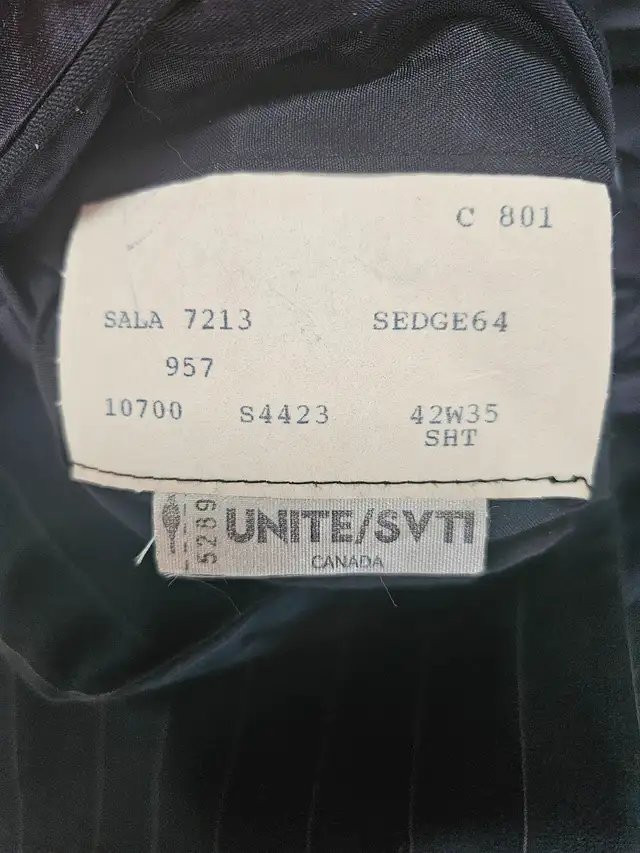 C 801
SALA 7213 SEDGE64
957
10700 S4423 42W35
SHT
5289
UNITE/SVTI
CANADA